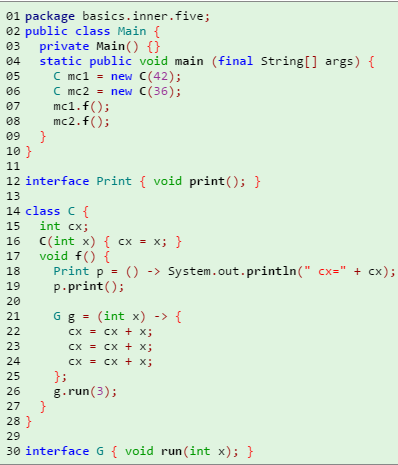 01 package basics.inner.five;
02 public class Main {
03   private Main() {}
04   static public void main (final String[] args) {
05     C mc1 = new C(42);
06     C mc2 = new C(36);
07     mc1.f();
08     mc2.f();
09   }
10 }
11
12 interface Print { void print(); }
13
14 class C {
15   int cx;
16   C(int x) { cx = x; }
17   void f() {
18     Print p = () -> System.out.println(" cx=" + cx);
19     p.print();
20
21     G g = (int x) -> {
22       cx = cx + x;
23       cx = cx + x;
24       cx = cx + x;
25     };
26     g.run(3);
27   }
28 }
29
30 interface G { void run(int x); }